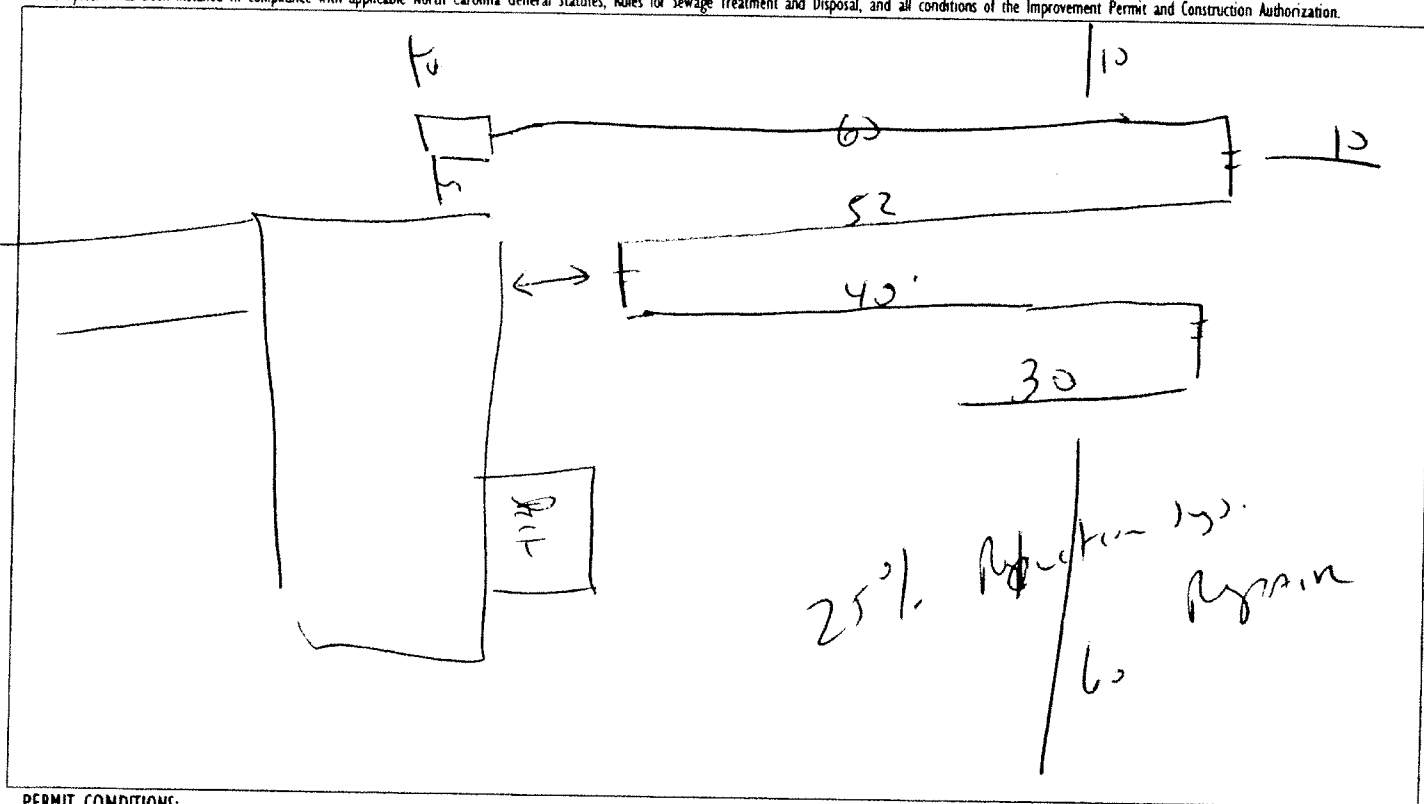 system has been installed in compliance with applicable North Carolina General Statutes, Rules for Sewage Treatment and Disposal, and all conditions of the Improvement Permit and Construction Authorization.
10
60
10
52
40'
30
25% Reduction sys.
Repair
60
PERMIT CONDITIONS: